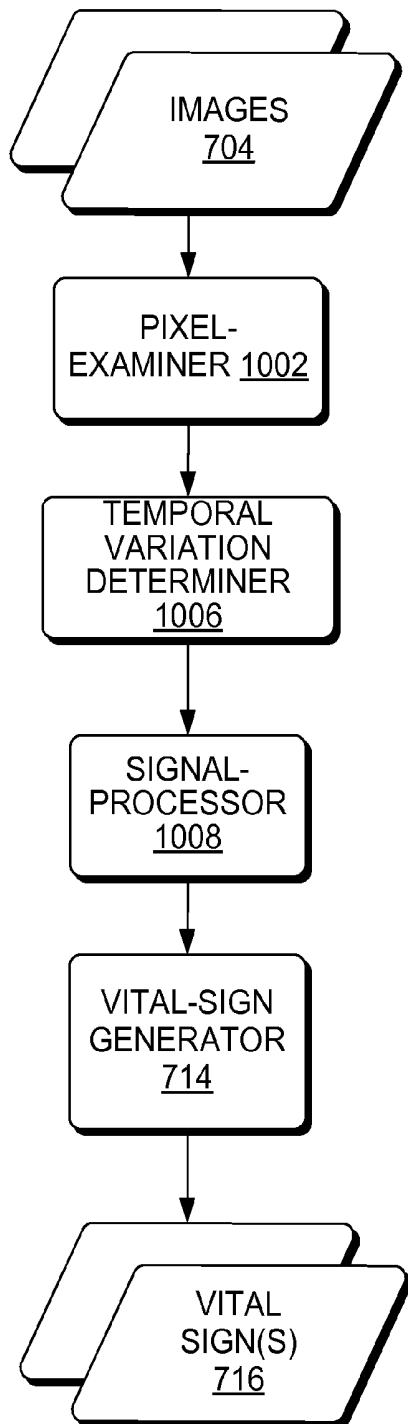 IMAGES
704
PIXEL-
EXAMINER 1002
TEMPORAL
VARIATION
DETERMINER
1006
SIGNAL-
PROCESSOR
1008
VITAL-SIGN
GENERATOR
714
VITAL
SIGN(S)
716